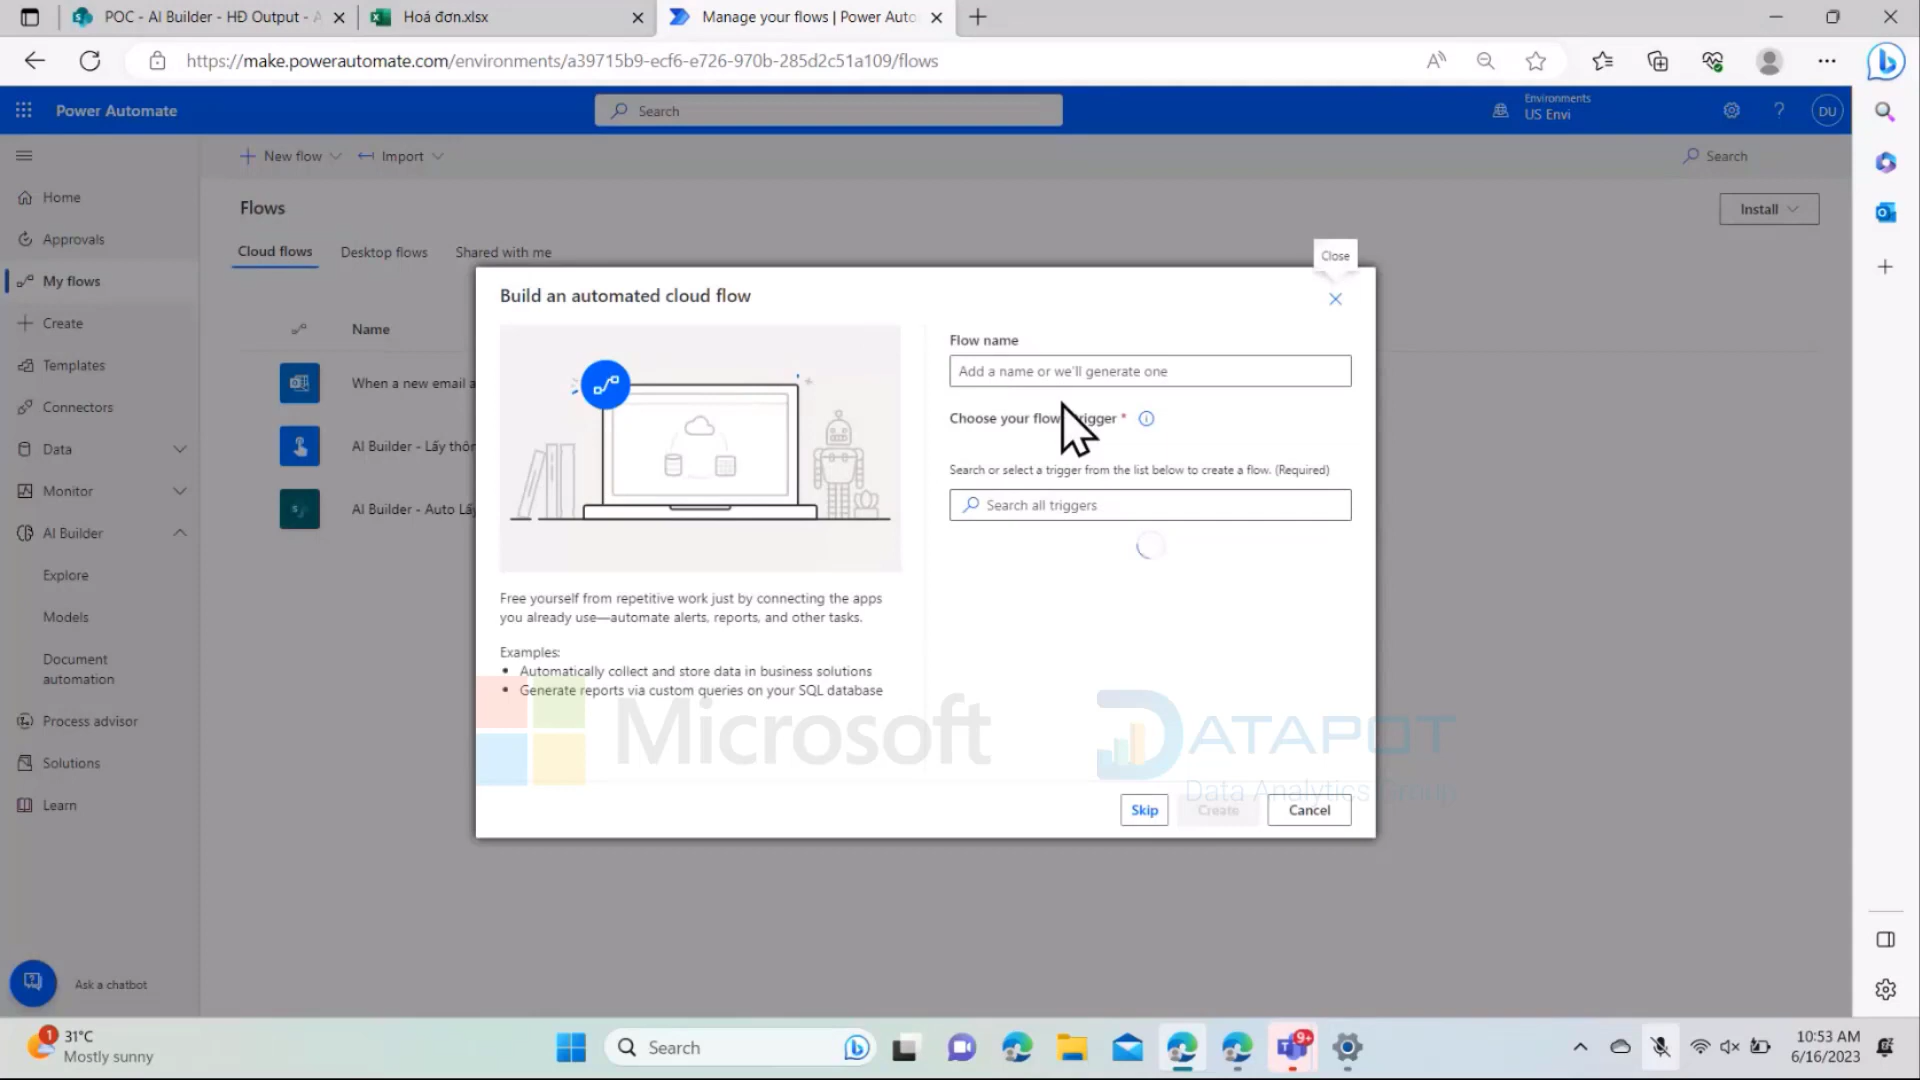 POC - AI Builder - HĐ Output - A
Hoá đơn.xlsx
Manage your flows | Power Auto
https://make.powerautomate.com/environments/a39715b9-ecf6-e726-970b-285d2c51a109/flows
Power Automate
Search
Environments
US Envi
DU
New flow
Import
Search
Home
Approvals
My flows
Create
Templates
Connectors
Data
Monitor
AI Builder
Explore
Models
Document
automation
Process advisor
Solutions
Learn
Ask a chatbot
Flows
Install
Cloud flows
Desktop flows
Shared with me
Name
When a new email a
AI Builder - Lấy thôn
AI Builder - Auto Lấ
Close
Build an automated cloud flow
Free yourself from repetitive work just by connecting the apps
you already use—automate alerts, reports, and other tasks.
Examples:
• Automatically collect and store data in business solutions
• Generate reports via custom queries on your SQL database
Flow name
Add a name or we'll generate one
Choose your flow trigger *
Search or select a trigger from the list below to create a flow. (Required)
Search all triggers
Microsoft
DATAPOT
Data Analytics Group
Skip
Create
Cancel
1
31°C
Mostly sunny
Search
9+
10:53 AM
6/16/2023